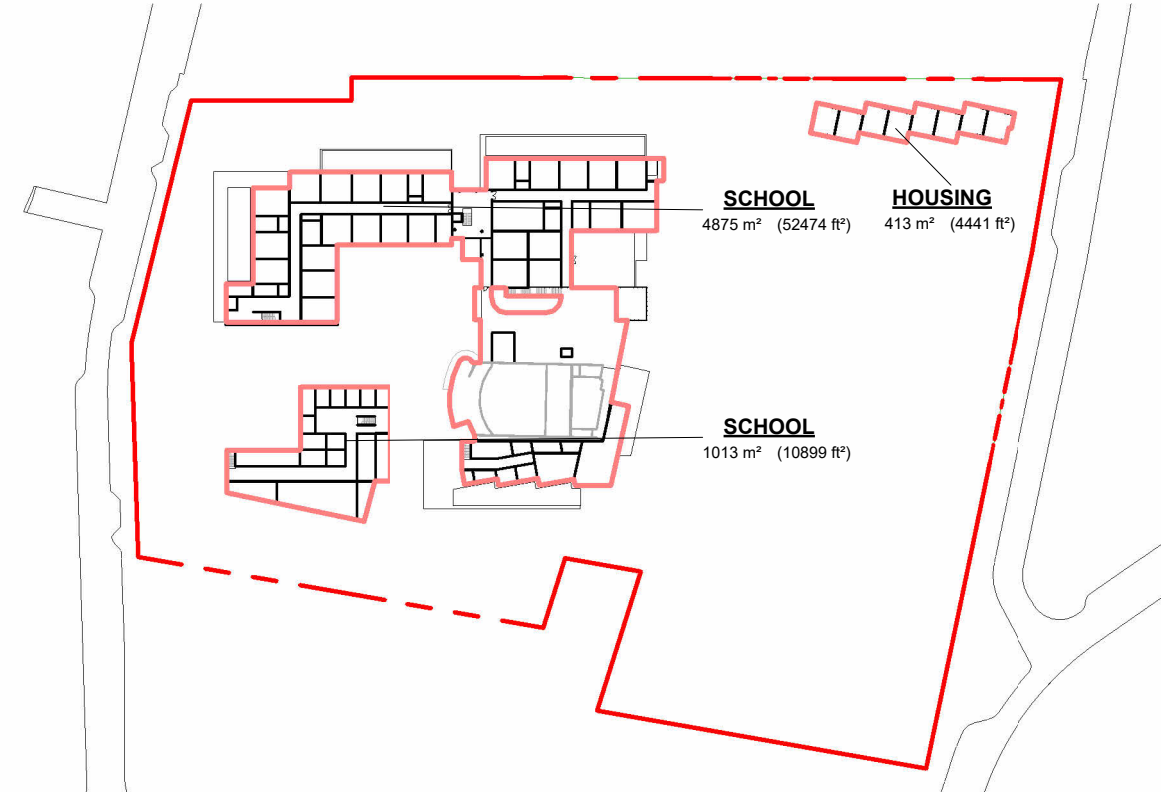 SCHOOL
4875 m² (52474 ft²)
HOUSING
413 m² (4441 ft²)
SCHOOL
1013 m² (10899 ft²)